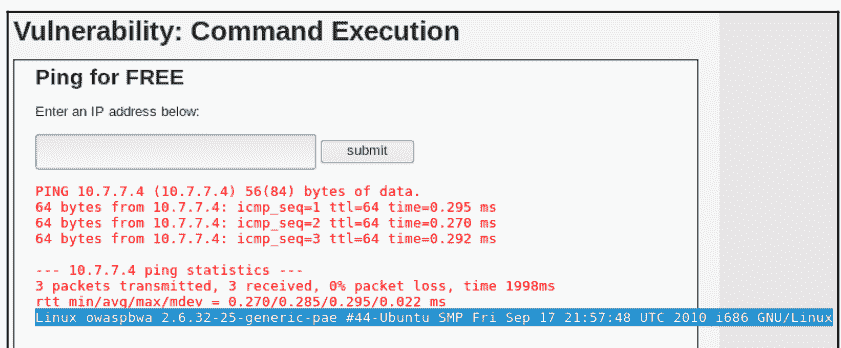 Vulnerability: Command Execution
Ping for FREE
Enter an IP address below:
submit
PING 10.7.7.4 (10.7.7.4) 56(84) bytes of data.
64 bytes from 10.7.7.4: icmp_seq=1 ttl=64 time=0.295 ms
64 bytes from 10.7.7.4: icmp_seq=2 ttl=64 time=0.270 ms
64 bytes from 10.7.7.4: icmp_seq=3 ttl=64 time=0.292 ms
--- 10.7.7.4 ping statistics ---
3 packets transmitted, 3 received, 0% packet loss, time 1998ms
rtt min/avg/max/mdev = 0.270/0.285/0.295/0.022 ms
Linux owaspbwa 2.6.32-25-generic-pae #44-Ubuntu SMP Fri Sep 17 21:57:48 UTC 2010 i686 GNU/Linux